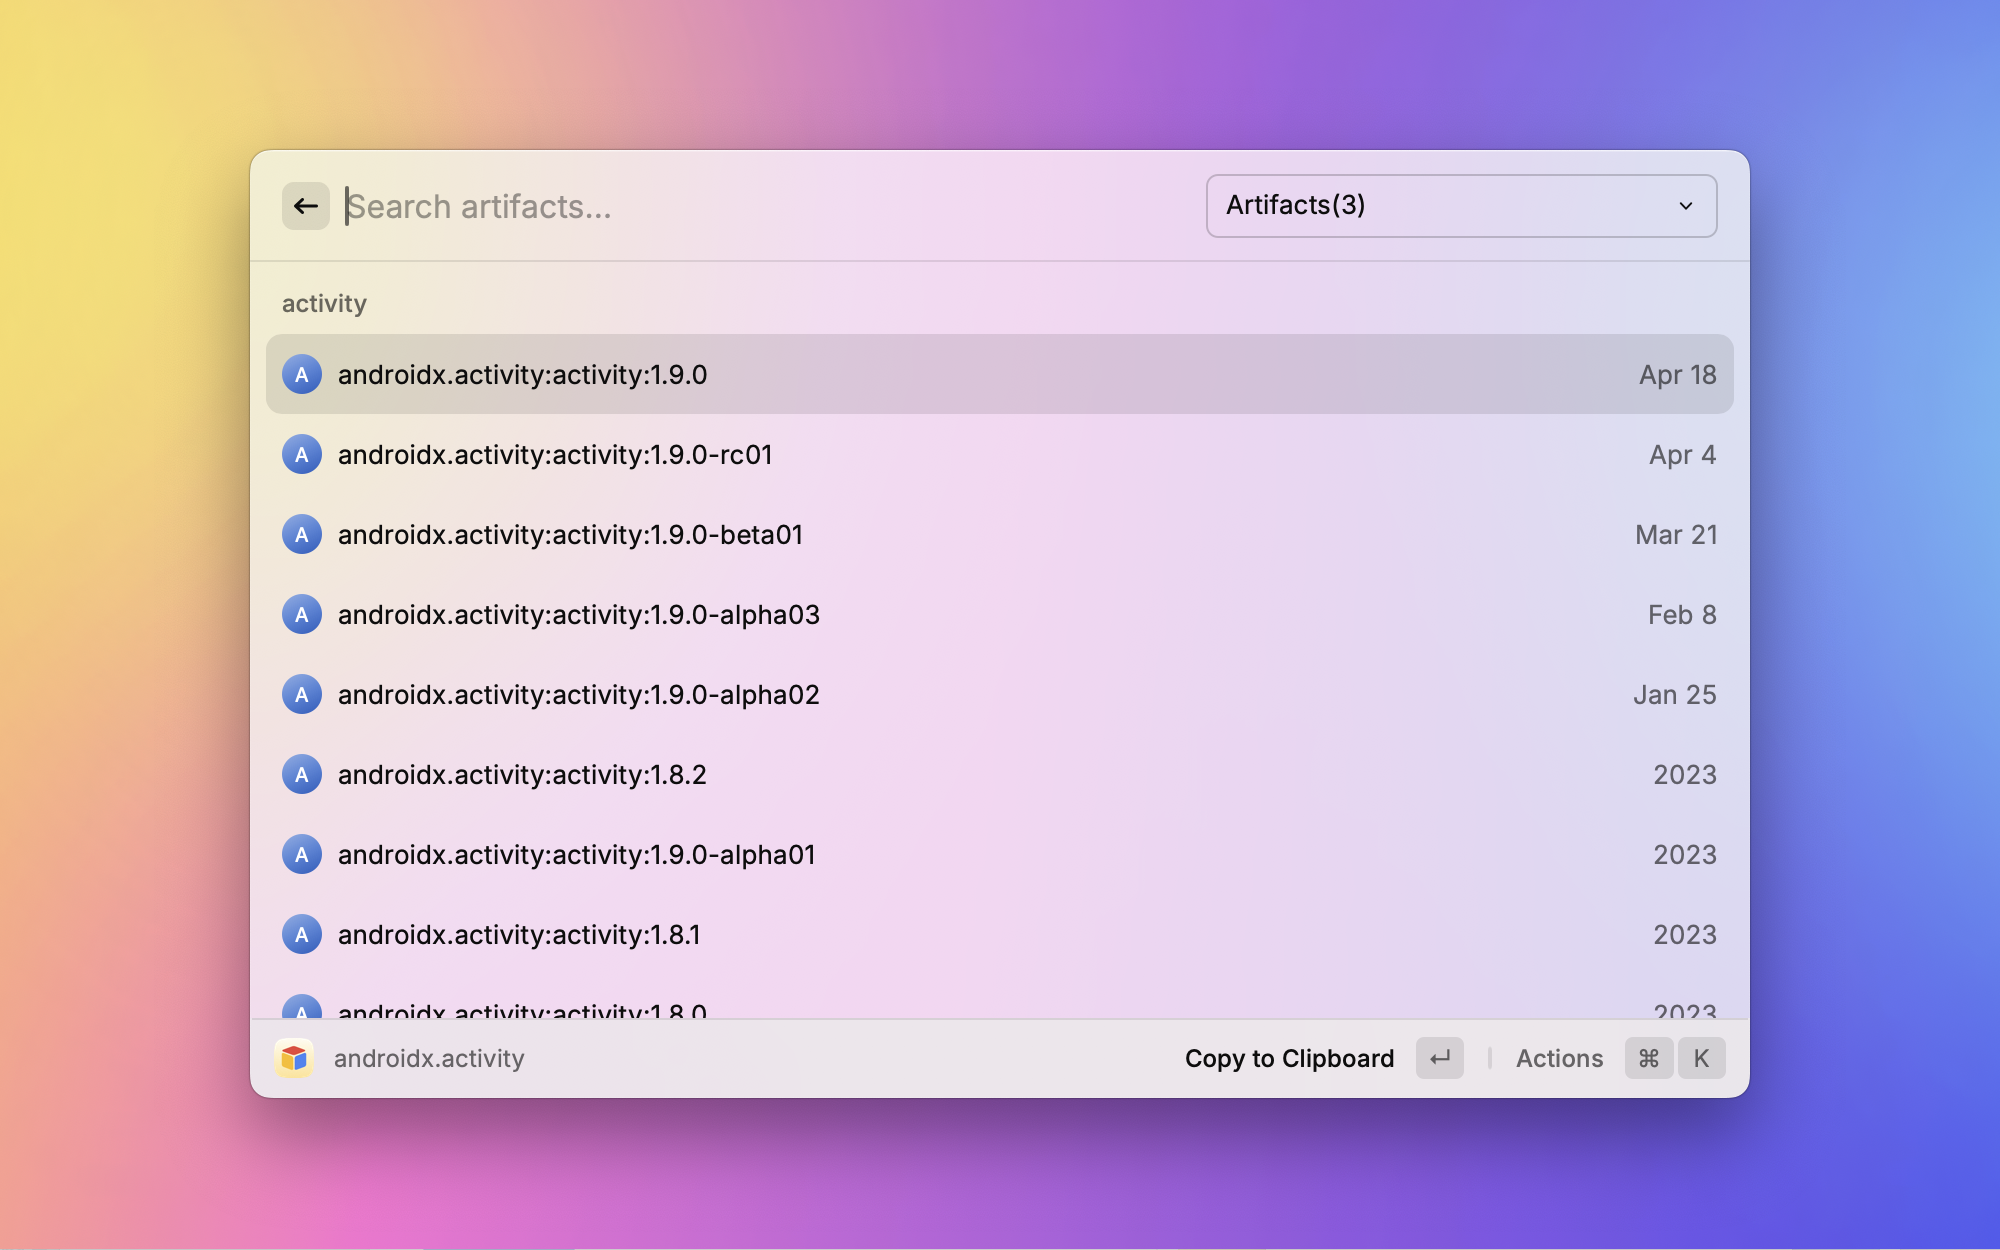 Search artifacts...
Artifacts(3)
activity
A androidx.activity:activity:1.9.0 Apr 18
A androidx.activity:activity:1.9.0-rc01 Apr 4
A androidx.activity:activity:1.9.0-beta01 Mar 21
A androidx.activity:activity:1.9.0-alpha03 Feb 8
A androidx.activity:activity:1.9.0-alpha02 Jan 25
A androidx.activity:activity:1.8.2 2023
A androidx.activity:activity:1.9.0-alpha01 2023
A androidx.activity:activity:1.8.1 2023
A androidx.activity:activity:1.8.0 2023
androidx.activity Copy to Clipboard ↵ Actions ⌘ K